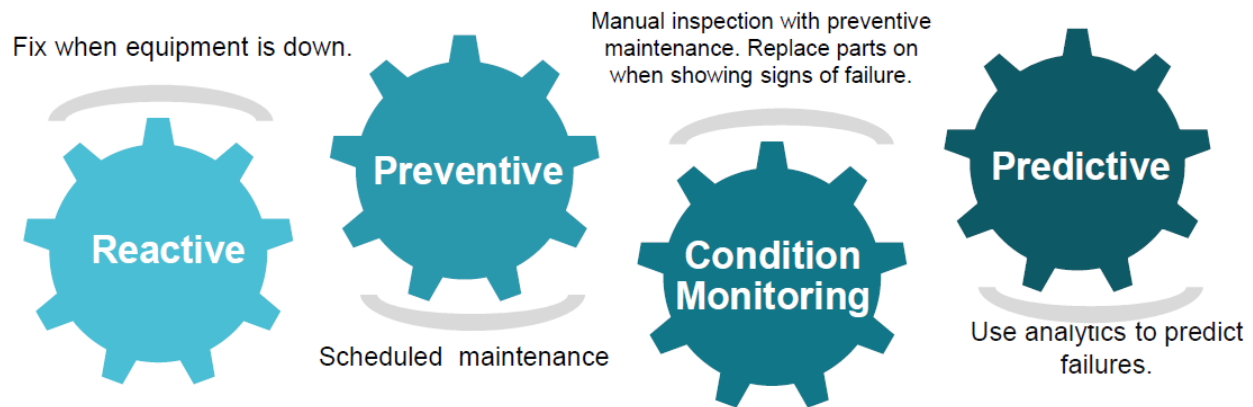 Fix when equipment is down.
Reactive
Preventive
Scheduled maintenance
Manual inspection with preventive
maintenance. Replace parts on
when showing signs of failure.
Condition
Monitoring
Predictive
Use analytics to predict
failures.